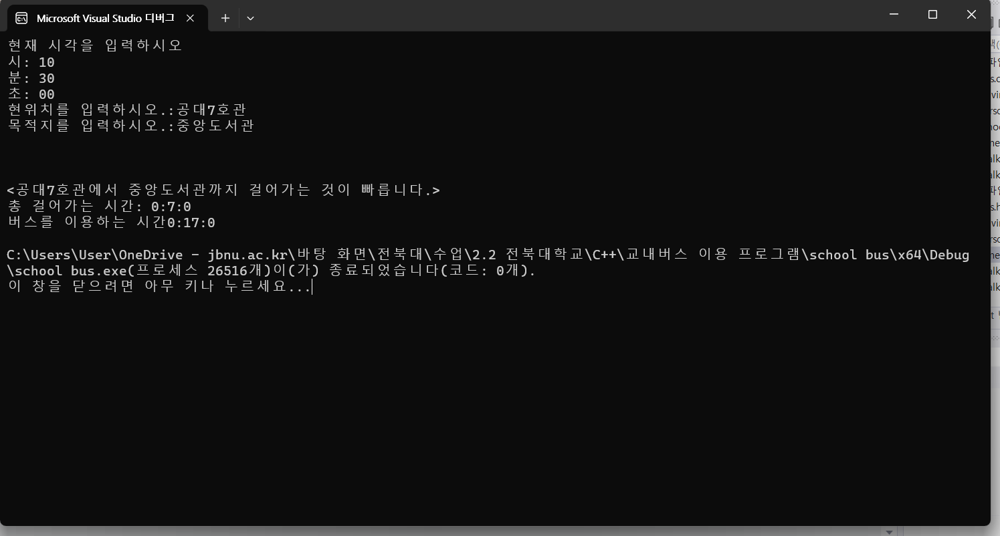 Microsoft Visual Studio 디버그
현재 시각을 입력하시오
시: 10
분: 30
초: 00
현위치를 입력하시오.:공대7호관
목적지를 입력하시오.:중앙도서관
<공대7호관에서 중앙도서관까지 걸어가는 것이 빠릅니다.>
총 걸어가는 시간: 0:7:0
버스를 이용하는 시간0:17:0
C:\Users\User\OneDrive - jbnu.ac.kr\바탕 화면\전북대\수업\2.2 전북대학교\C++\교내버스 이용 프로그램\school bus\x64\Debug
\school bus.exe(프로세스 26516개)이(가) 종료되었습니다(코드: 0개).
이 창을 닫으려면 아무 키나 누르세요...